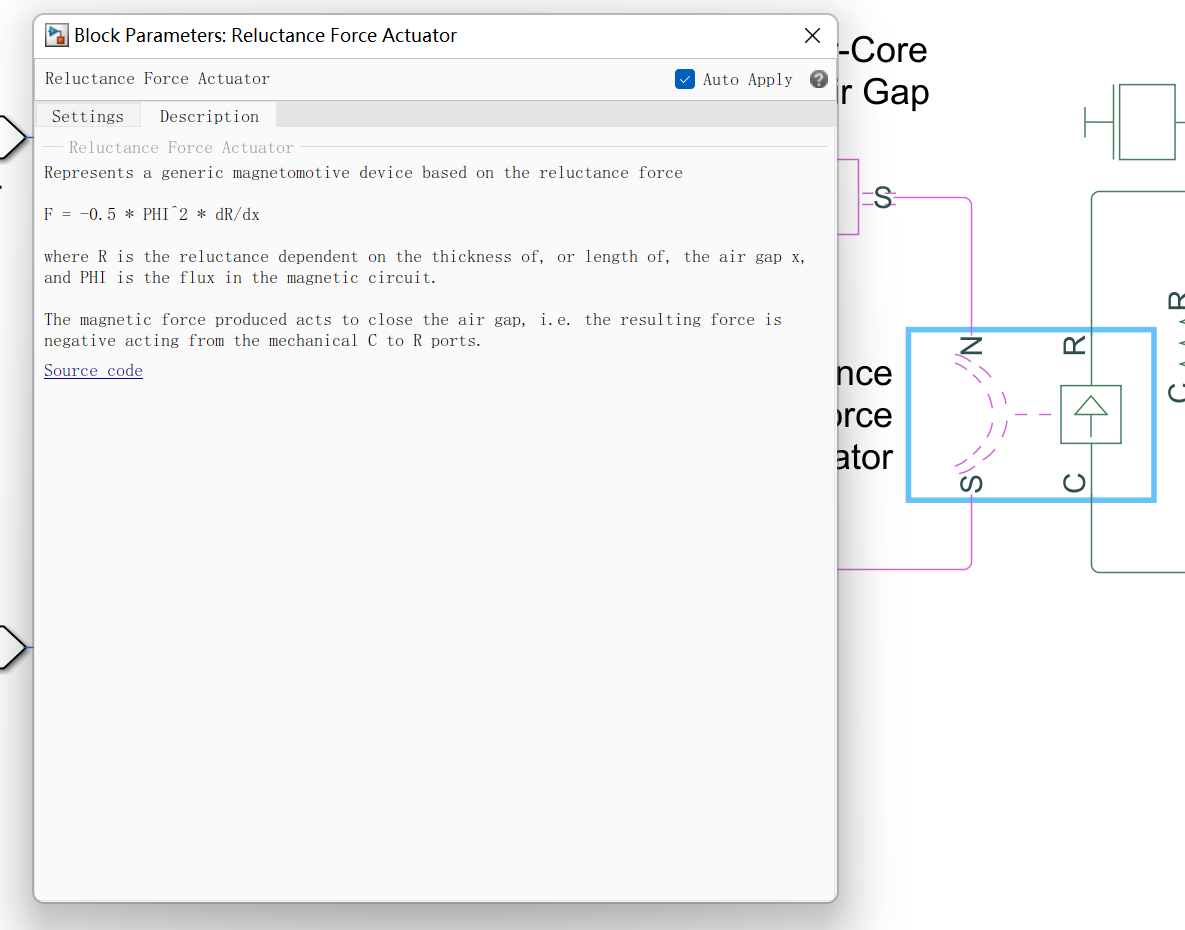 Block Parameters: Reluctance Force Actuator
Reluctance Force Actuator
Auto Apply
Settings
Description
Reluctance Force Actuator
Represents a generic magnetomotive device based on the reluctance force
F = -0.5 * PHI^2 * dR/dx
where R is the reluctance dependent on the thickness of, or length of, the air gap x,
and PHI is the flux in the magnetic circuit.
The magnetic force produced acts to close the air gap, i.e. the resulting force is
negative acting from the mechanical C to R ports.
Source code
-Core
r Gap
S
N
R
S
C
nce
orce
ator
R
C